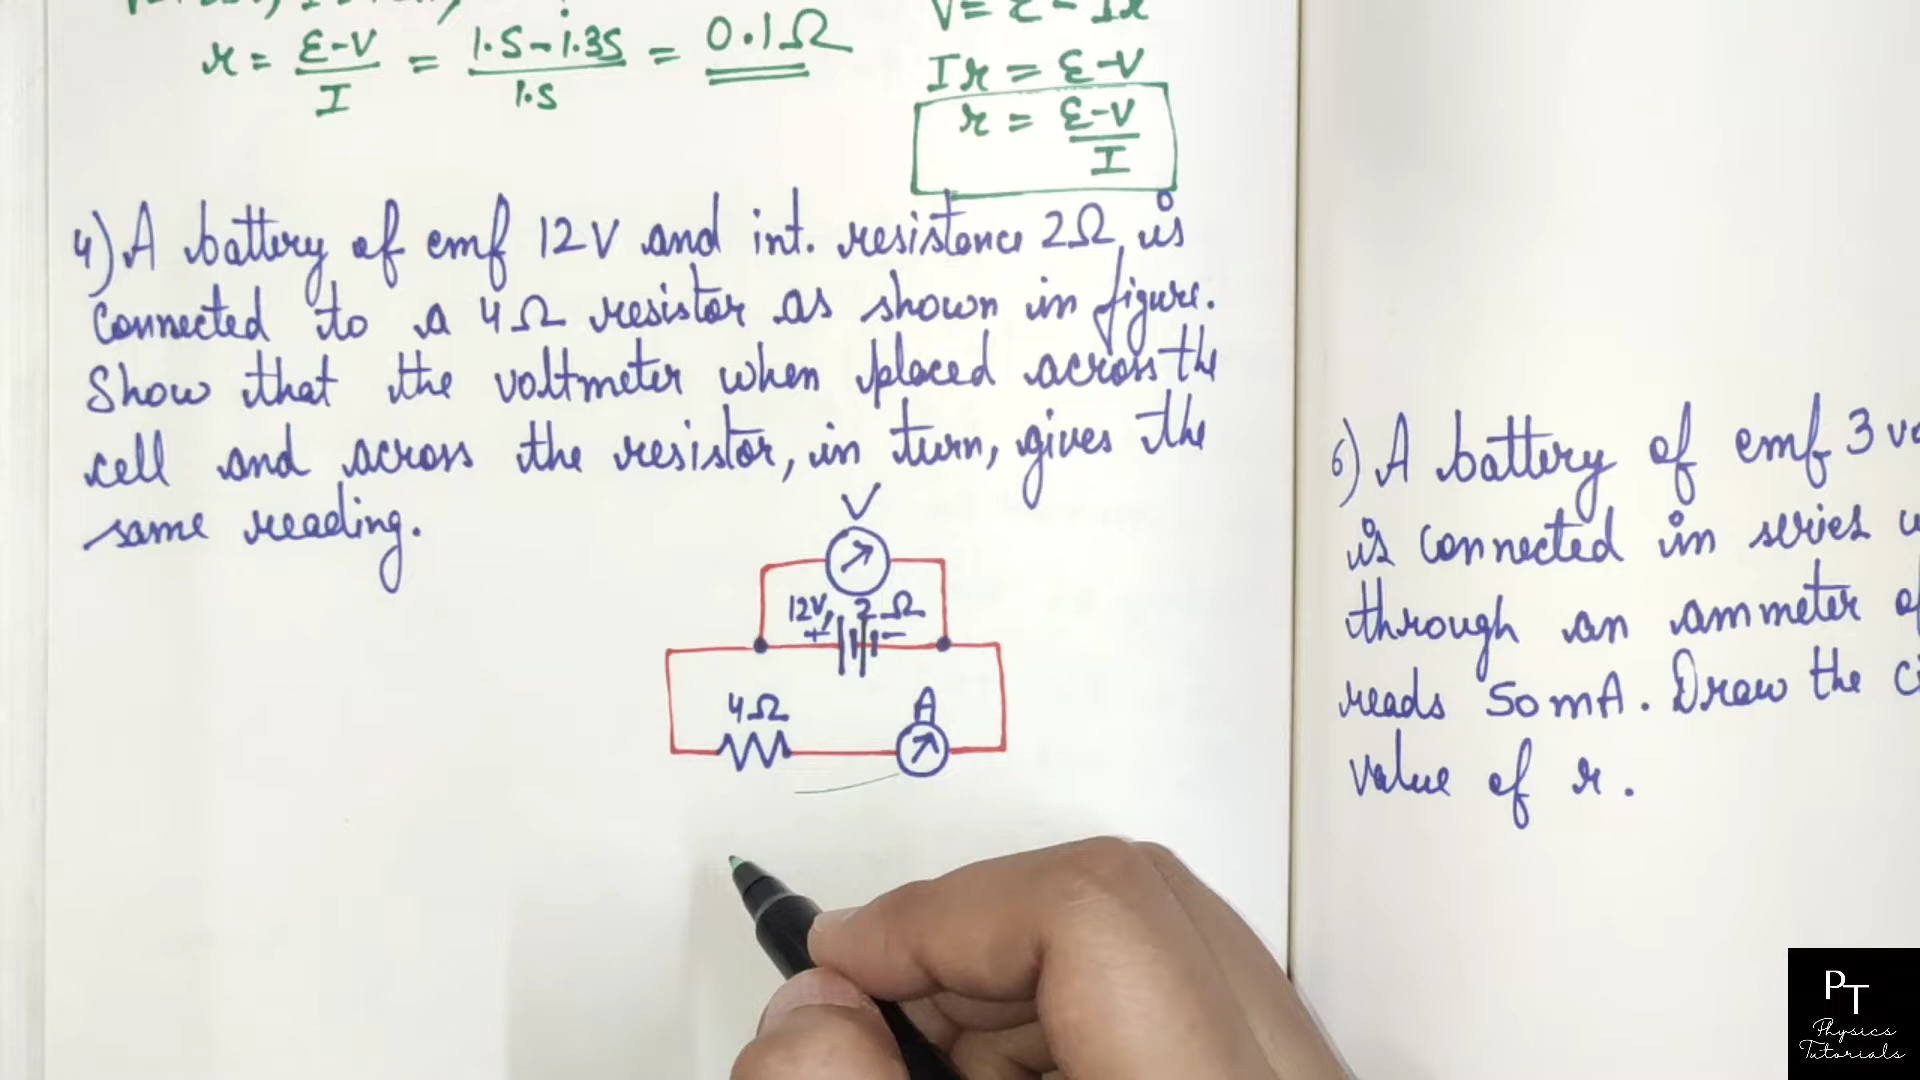 r = ε-V/I = 1.5-1.35/1.5 = 0.1Ω
V = ε - Ir
Ir = ε-V
r = ε-V/I
4) A battery of emf 12V and int. resistance 2Ω, is
connected to a 4Ω resistor as shown in figure.
Show that the voltmeter when placed across the
cell and across the resistor, in turn, gives the
same reading.
V
12V, 2Ω
+ -
4Ω
A
6) A battery of emf 3
is connected in series
through an ammeter
reads 50mA. Draw the
value of r.
PT
Physics
Tutorials